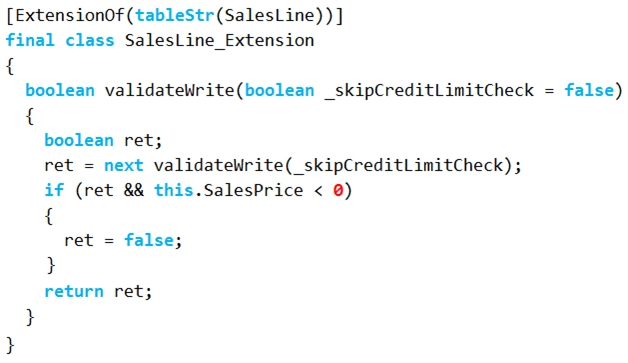 [ExtensionOf(tableStr(SalesLine))]
final class SalesLine_Extension
{
  boolean validateWrite(boolean _skipCreditLimitCheck = false)
  {
    boolean ret;
    ret = next validateWrite(_skipCreditLimitCheck);
    if (ret && this.SalesPrice < 0)
    {
      ret = false;
    }
    return ret;
  }
}